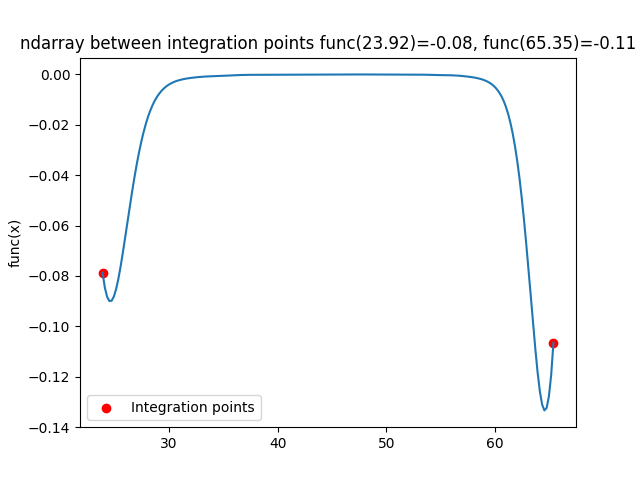 ndarray between integration points func(23.92)=-0.08, func(65.35)=-0.11
0.00
−0.02
−0.04
−0.06
−0.08
−0.10
−0.12
−0.14
func(x)
Integration points
30 40 50 60